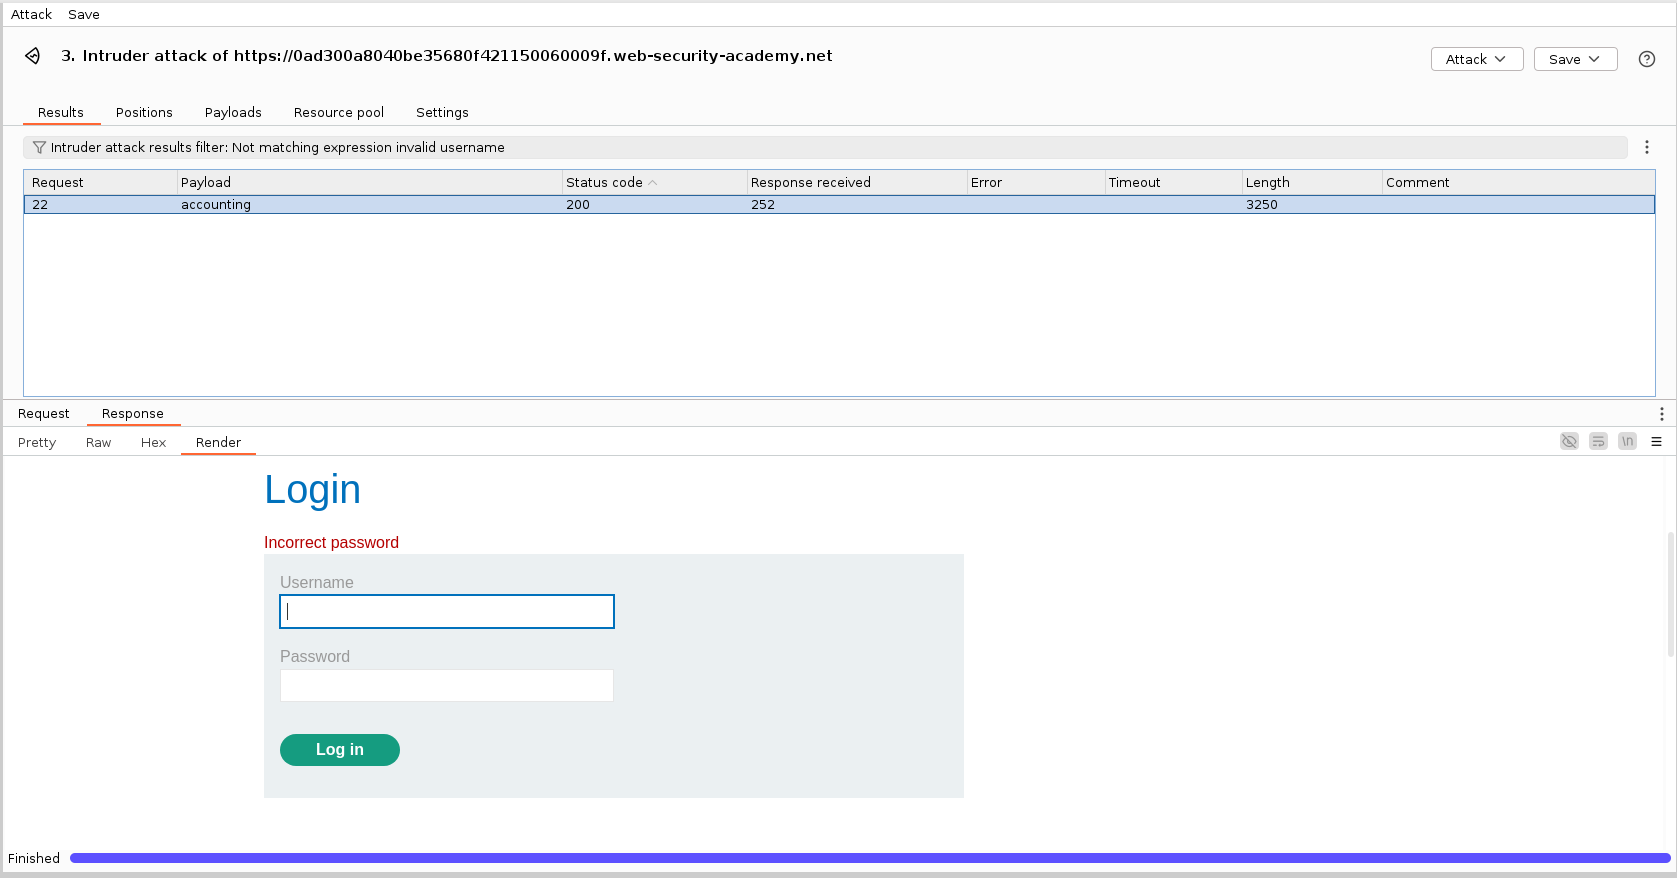 Attack Save
3. Intruder attack of https://0ad300a8040be35680f421150060009f.web-security-academy.net
Attack Save
Results Positions Payloads Resource pool Settings
Intruder attack results filter: Not matching expression invalid username
Request Payload Status code Response received Error Timeout Length Comment
22 accounting 200 252 3250
Request Response
Pretty Raw Hex Render
\n
Login
Incorrect password
Username
Password
Log in
Finished